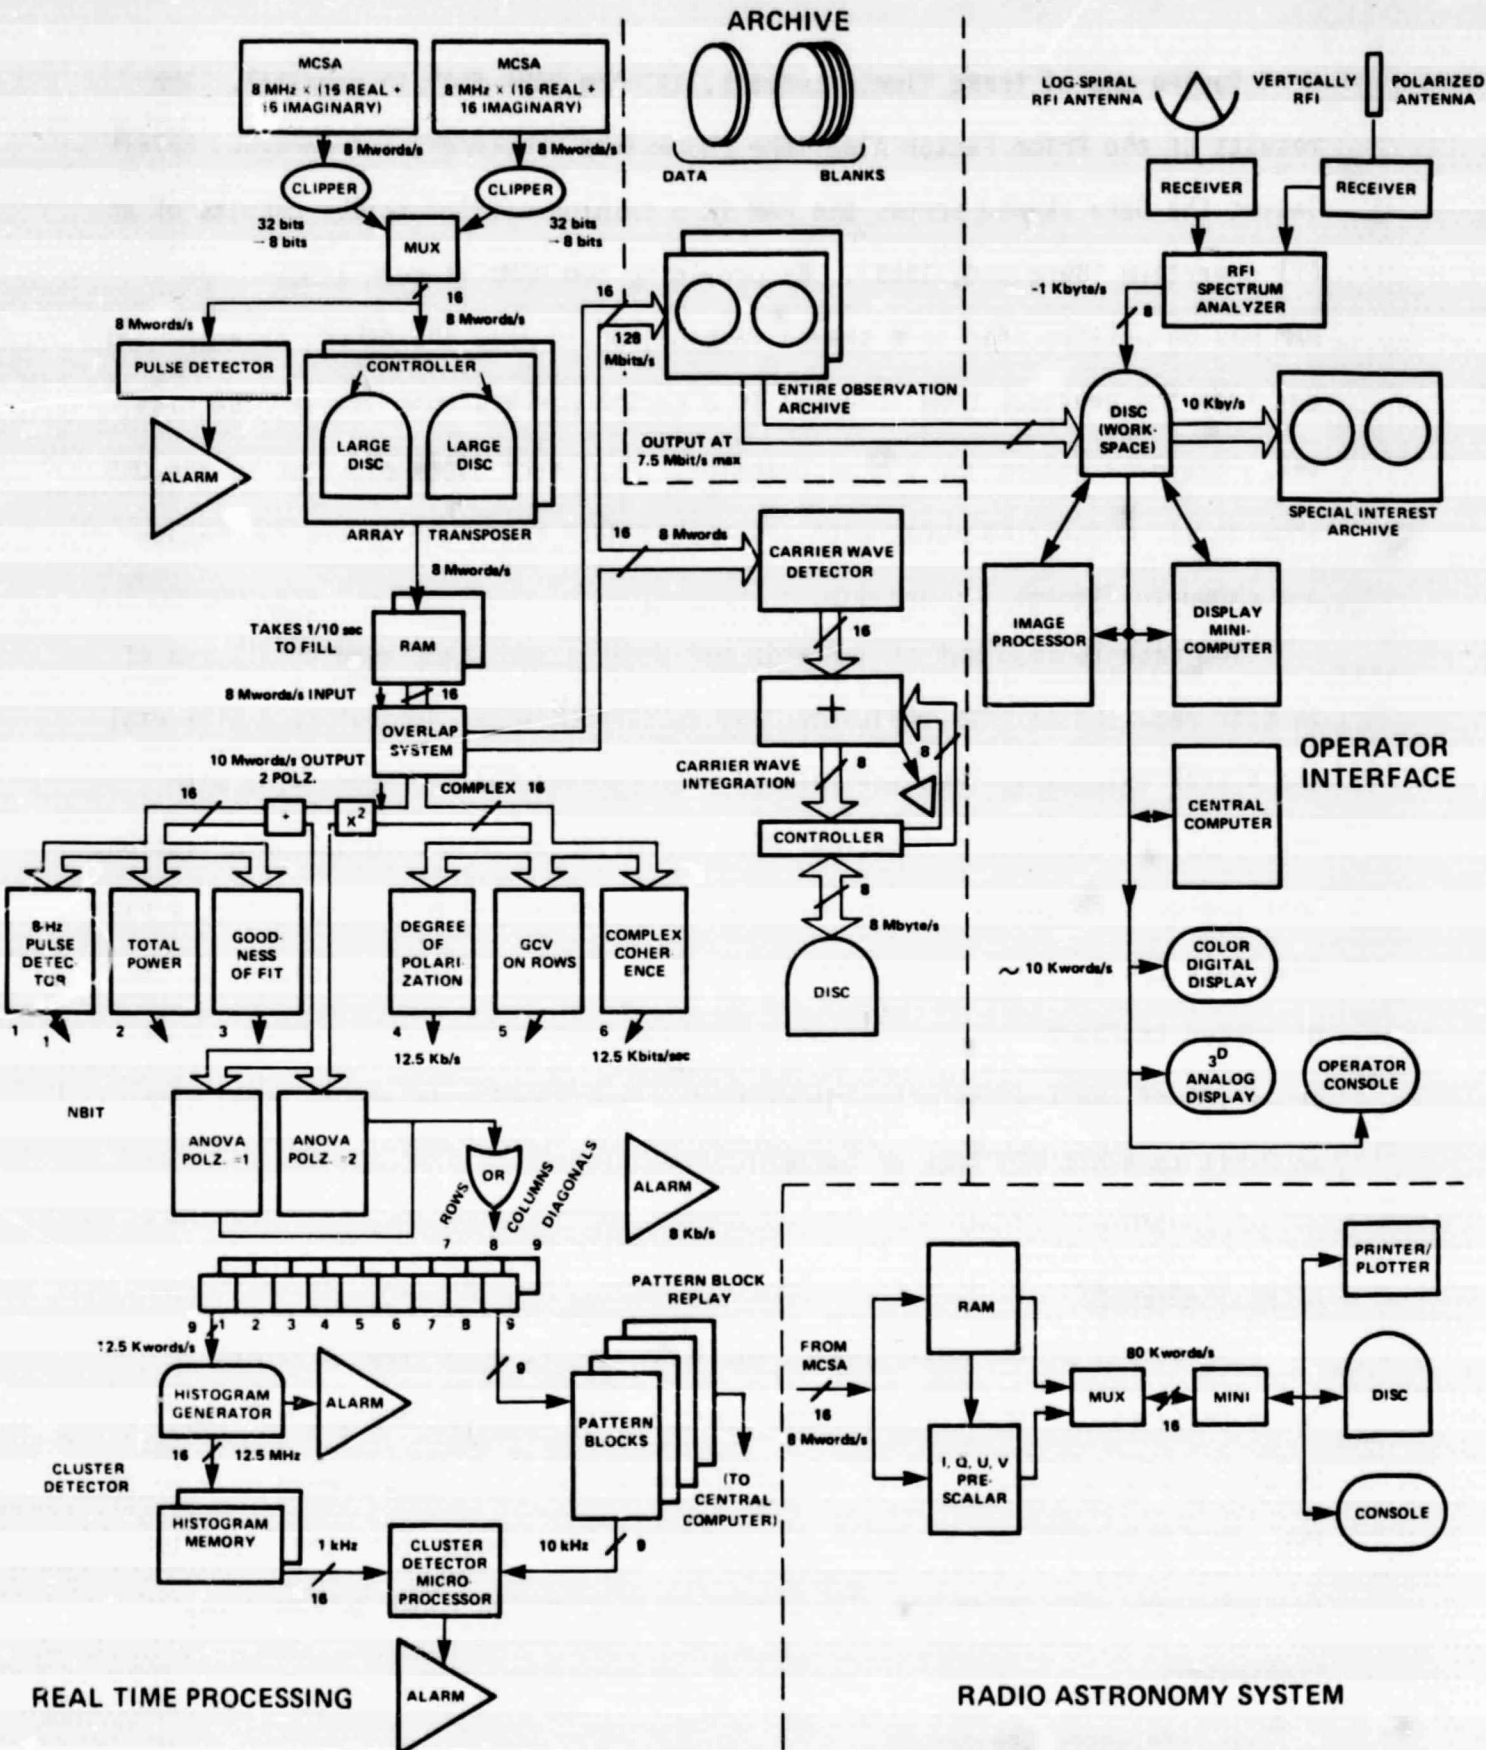 ARCHIVE
MCSA
8 MHz × (16 REAL +
16 IMAGINARY)
MCSA
8 MHz × (16 REAL +
16 IMAGINARY)
8 Mwords/s
8 Mwords/s
CLIPPER
CLIPPER
32 bits
→ 8 bits
32 bits
→ 8 bits
MUX
16
8 Mwords/s
8 Mwords/s
PULSE DETECTOR
ALARM
CONTROLLER
LARGE
DISC
LARGE
DISC
ARRAY TRANSPOSER
8 Mwords/s
TAKES 1/10 sec
TO FILL
RAM
8 Mwords/s INPUT
16
OVERLAP
SYSTEM
10 Mwords/s OUTPUT
2 POLZ.
16
+
X²
COMPLEX 16
8-Hz
PULSE
DETEC-
TOR
TOTAL
POWER
GOOD-
NESS
OF FIT
DEGREE
OF
POLARI-
ZATION
GCV
ON ROWS
COMPLEX
COHER-
ENCE
1
1
2
3
4
5
6
12.5 Kb/s
12.5 Kbits/sec
NBIT
ANOVA
POLZ. =1
ANOVA
POLZ. =2
OR
ROWS
COLUMNS
DIAGONALS
7
8
9
ALARM
8 Kb/s
9
1 2 3 4 5 6 7 8 9
12.5 Kwords/s
HISTOGRAM
GENERATOR
ALARM
16
12.5 MHz
CLUSTER
DETECTOR
HISTOGRAM
MEMORY
1 kHz
16
CLUSTER
DETECTOR
MICRO-
PROCESSOR
ALARM
PATTERN BLOCK
REPLAY
9
PATTERN
BLOCKS
(TO
CENTRAL
COMPUTER)
10 kHz
9
REAL TIME PROCESSING
DATA
BLANKS
16
128
Mbits/s
ENTIRE OBSERVATION
ARCHIVE
OUTPUT AT
7.5 Mbit/s max
16
8 Mwords
CARRIER WAVE
DETECTOR
16
+
CARRIER WAVE
INTEGRATION
8
8
8
CONTROLLER
8
8 Mbyte/s
DISC
LOG-SPIRAL
RFI ANTENNA
VERTICALLY
RFI
POLARIZED
ANTENNA
RECEIVER
RECEIVER
RFI
SPECTRUM
ANALYZER
-1 Kbyte/s
8
DISC
(WORK-
SPACE)
10 Kby/s
SPECIAL INTEREST
ARCHIVE
IMAGE
PROCESSOR
DISPLAY
MINI-
COMPUTER
OPERATOR
INTERFACE
CENTRAL
COMPUTER
~ 10 Kwords/s
COLOR
DIGITAL
DISPLAY
3D
ANALOG
DISPLAY
OPERATOR
CONSOLE
FROM
MCSA
16
8 Mwords/s
RAM
I, Q, U, V
PRE-
SCALAR
MUX
80 Kwords/s
16
MINI
PRINTER/
PLOTTER
DISC
CONSOLE
RADIO ASTRONOMY SYSTEM